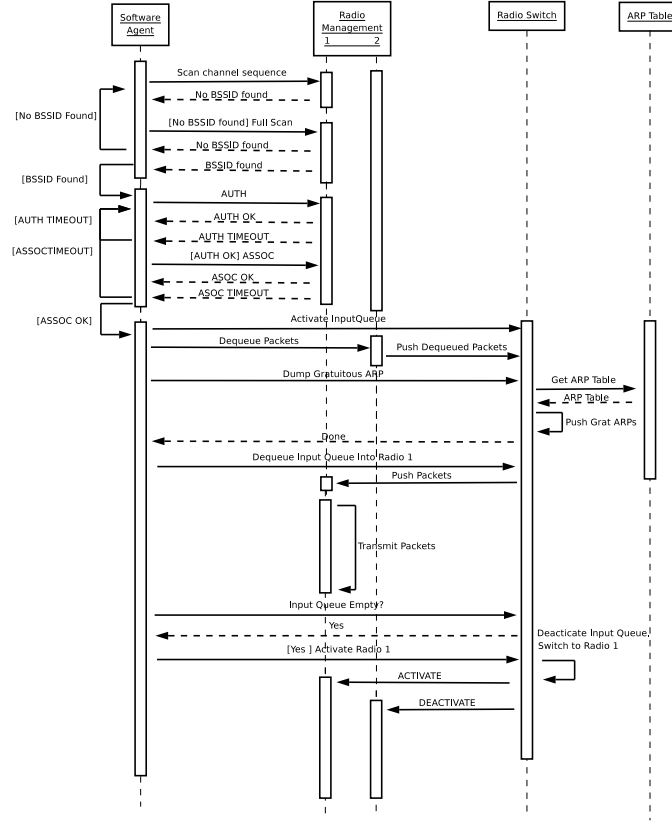 Software
Agent
Radio
Management
1 2
Radio Switch
ARP Table
Scan channel sequence
No BSSID found
[No BSSID Found]
[No BSSID found] Full Scan
No BSSID found
BSSID found
[BSSID Found]
AUTH
[AUTH TIMEOUT]
AUTH OK
AUTH TIMEOUT
[ASSOCTIMEOUT]
[AUTH OK] ASSOC
ASOC OK
ASOC TIMEOUT
[ASSOC OK]
Activate InputQueue
Dequeue Packets
Push Dequeued Packets
Dump Gratuitous ARP
Get ARP Table
ARP Table
Push Grat ARPs
Done
Dequeue Input Queue Into Radio 1
Push Packets
Transmit Packets
Input Queue Empty?
Yes
Deacticate Input Queue,
Switch to Radio 1
[Yes ] Activate Radio 1
ACTIVATE
DEACTIVATE